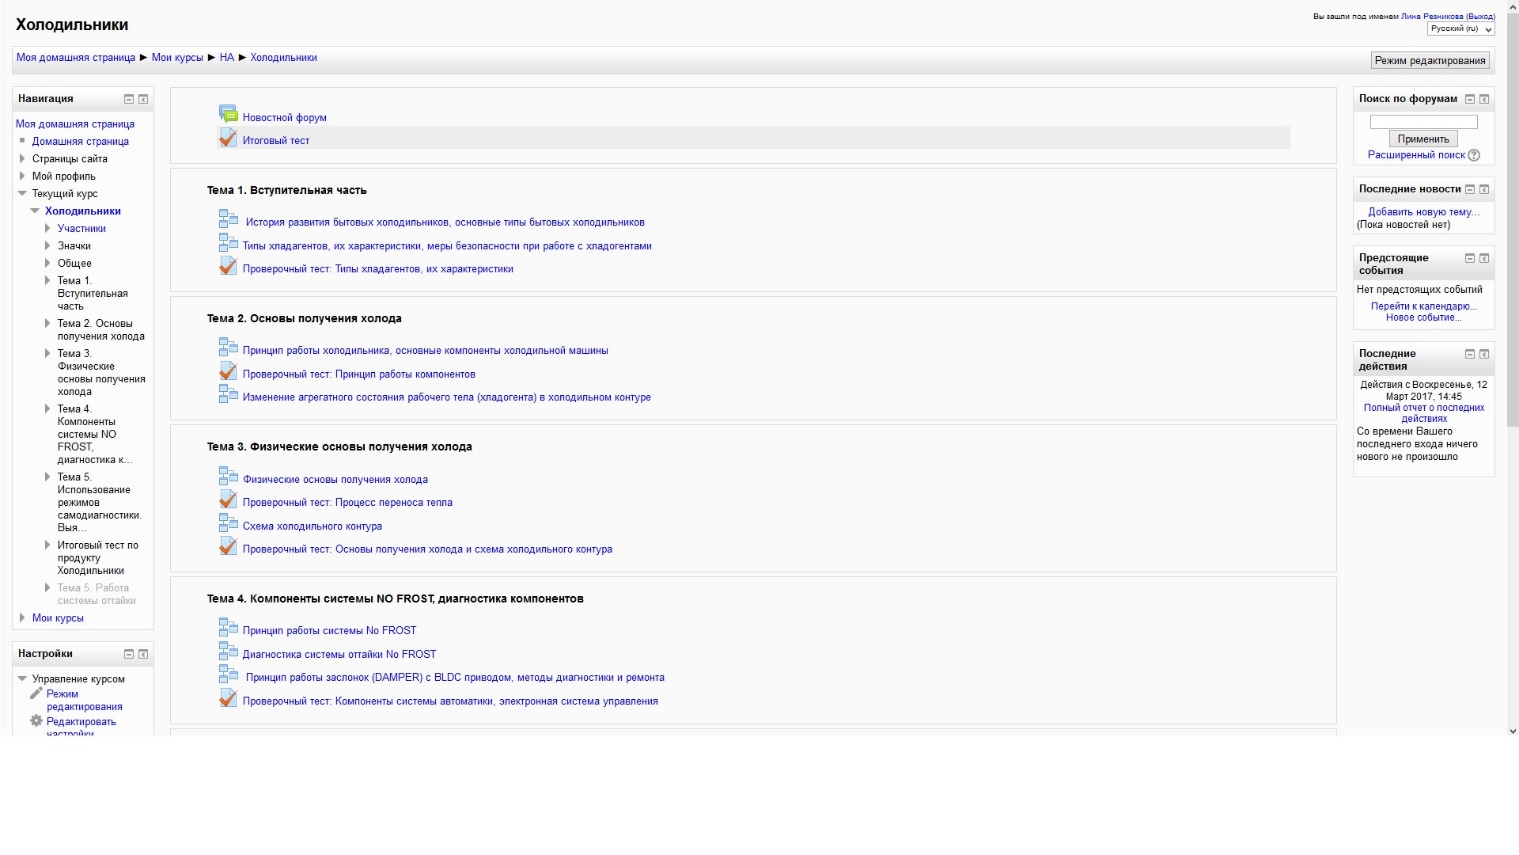 Холодильники
Вы зашли под именем Лина Резникова (Выход)
Русский (ru)
Моя домашняя страница ► Мои курсы ► НА ► Холодильники
Режим редактирования
Навигация
Моя домашняя страница
Домашняя страница
Страницы сайта
Мой профиль
Текущий курс
Холодильники
Участники
Значки
Общее
Тема 1.
Вступительная
часть
Тема 2. Основы
получения холода
Тема 3.
Физические
основы получения
холода
Тема 4.
Компоненты
системы NO
FROST,
диагностика к...
Тема 5.
Использование
режимов
самодиагностики.
Выя...
Итоговый тест по
продукту
Холодильники
Тема 5. Работа
системы оттайки
Мои курсы
Настройки
Управление курсом
Режим
редактирования
Редактировать
настройки
Новостной форум
Итоговый тест
Тема 1. Вступительная часть
История развития бытовых холодильников, основные типы бытовых холодильников
Типы хладагентов, их характеристики, меры безопасности при работе с хладогентами
Проверочный тест: Типы хладагентов, их характеристики
Тема 2. Основы получения холода
Принцип работы холодильника, основные компоненты холодильной машины
Проверочный тест: Принцип работы компонентов
Изменение агрегатного состояния рабочего тела (хладогента) в холодильном контуре
Тема 3. Физические основы получения холода
Физические основы получения холода
Проверочный тест: Процесс переноса тепла
Схема холодильного контура
Проверочный тест: Основы получения холода и схема холодильного контура
Тема 4. Компоненты системы NO FROST, диагностика компонентов
Принцип работы системы No FROST
Диагностика системы оттайки No FROST
Принцип работы заслонок (DAMPER) с BLDC приводом, методы диагностики и ремонта
Проверочный тест: Компоненты системы автоматики, электронная система управления
Поиск по форумам
Применить
Расширенный поиск
Последние новости
Добавить новую тему...
(Пока новостей нет)
Предстоящие
события
Нет предстоящих событий
Перейти к календарю...
Новое событие...
Последние
действия
Действия с Воскресенье, 12
Март 2017, 14:45
Полный отчет о последних
действиях
Со времени Вашего
последнего входа ничего
нового не произошло